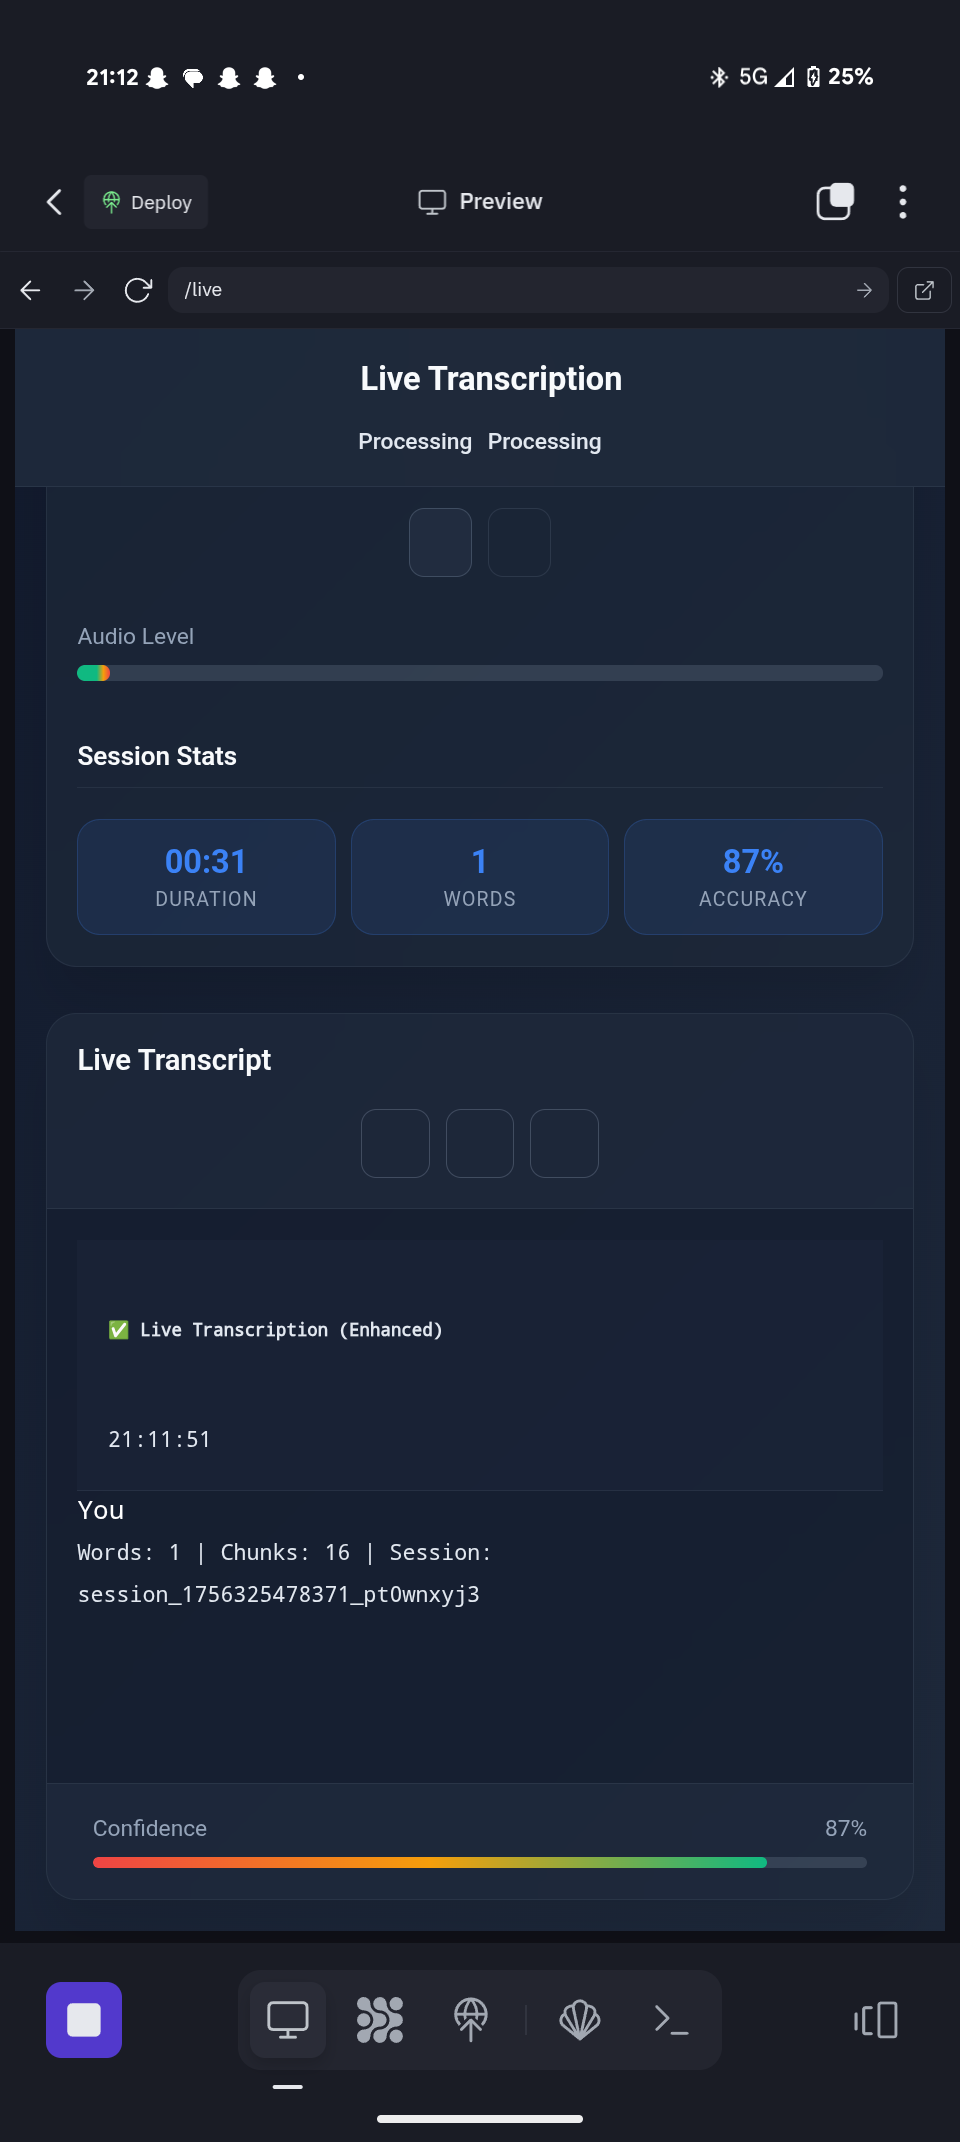 21:12
5G 25%
Deploy
Preview
/live
Live Transcription
Processing Processing
Audio Level
Session Stats
00:31
DURATION
1
WORDS
87%
ACCURACY
Live Transcript
✅ Live Transcription (Enhanced)
21:11:51
You
Words: 1 | Chunks: 16 | Session:
session_1756325478371_pt0wnxyj3
Confidence 87%